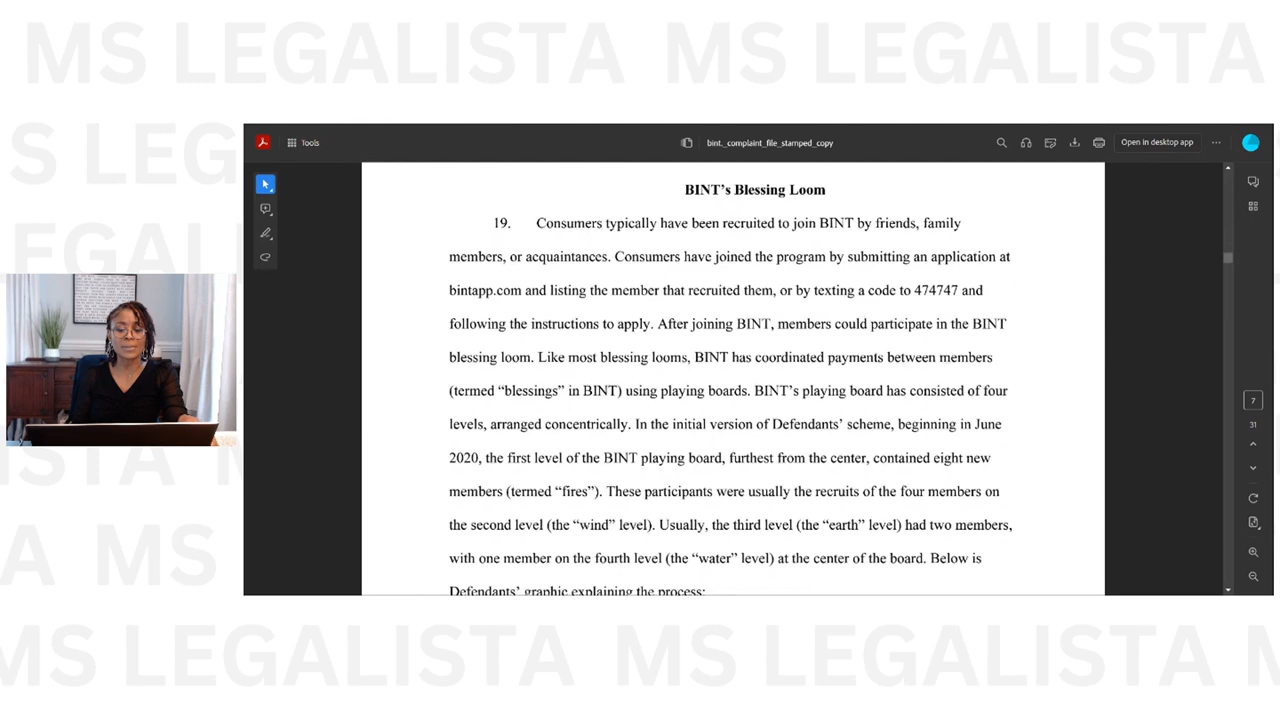 MS LEGALISTA MS LEGALISTA
S LEG
EGAL
LISTA
A MS
MS LEGALISTA MS LEGALISTA
Tools
bint._complaint_file_stamped_copy
Open in desktop app
BINT's Blessing Loom
19. Consumers typically have been recruited to join BINT by friends, family
members, or acquaintances. Consumers have joined the program by submitting an application at
bintapp.com and listing the member that recruited them, or by texting a code to 474747 and
following the instructions to apply. After joining BINT, members could participate in the BINT
blessing loom. Like most blessing looms, BINT has coordinated payments between members
(termed “blessings” in BINT) using playing boards. BINT's playing board has consisted of four
levels, arranged concentrically. In the initial version of Defendants' scheme, beginning in June
2020, the first level of the BINT playing board, furthest from the center, contained eight new
members (termed “fires”). These participants were usually the recruits of the four members on
the second level (the “wind” level). Usually, the third level (the “earth” level) had two members,
with one member on the fourth level (the “water” level) at the center of the board. Below is
Defendants' graphic explaining the process:
7
31